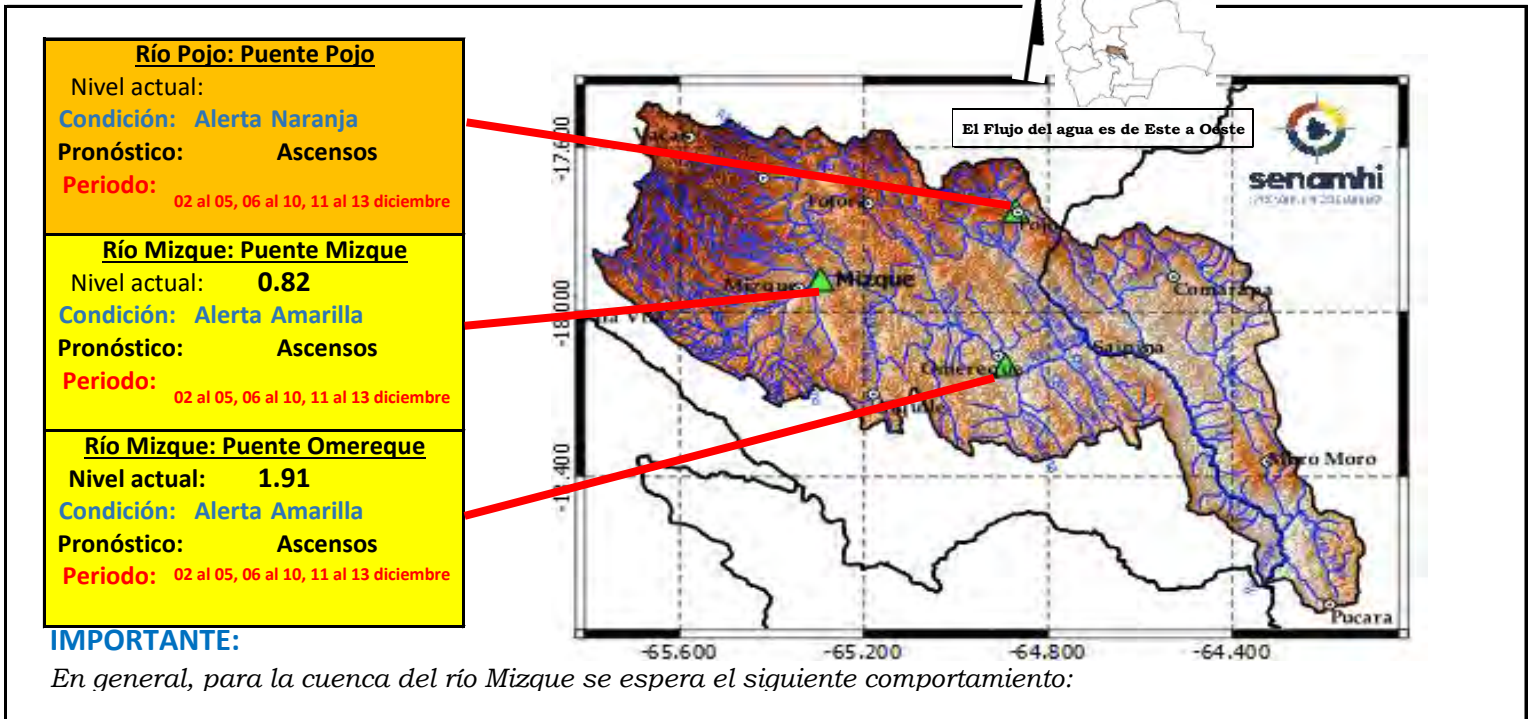 Río Pojo: Puente Pojo
Nivel actual:
Condición: Alerta Naranja
Pronóstico: Ascensos
Periodo:
02 al 05, 06 al 10, 11 al 13 diciembre
Río Mizque: Puente Mizque
Nivel actual: 0.82
Condición: Alerta Amarilla
Pronóstico: Ascensos
Periodo:
02 al 05, 06 al 10, 11 al 13 diciembre
Río Mizque: Puente Omereque
Nivel actual: 1.91
Condición: Alerta Amarilla
Pronóstico: Ascensos
Periodo: 02 al 05, 06 al 10, 11 al 13 diciembre
El Flujo del agua es de Este a Oeste
senamhi
-17.600
Pojo
Mizque
Mizque
Comarapa
-18.000
Saipina
Omereque
Moro Moro
Pucara
-65.600
-65.200
-64.800
-64.400
IMPORTANTE:
En general, para la cuenca del río Mizque se espera el siguiente comportamiento: